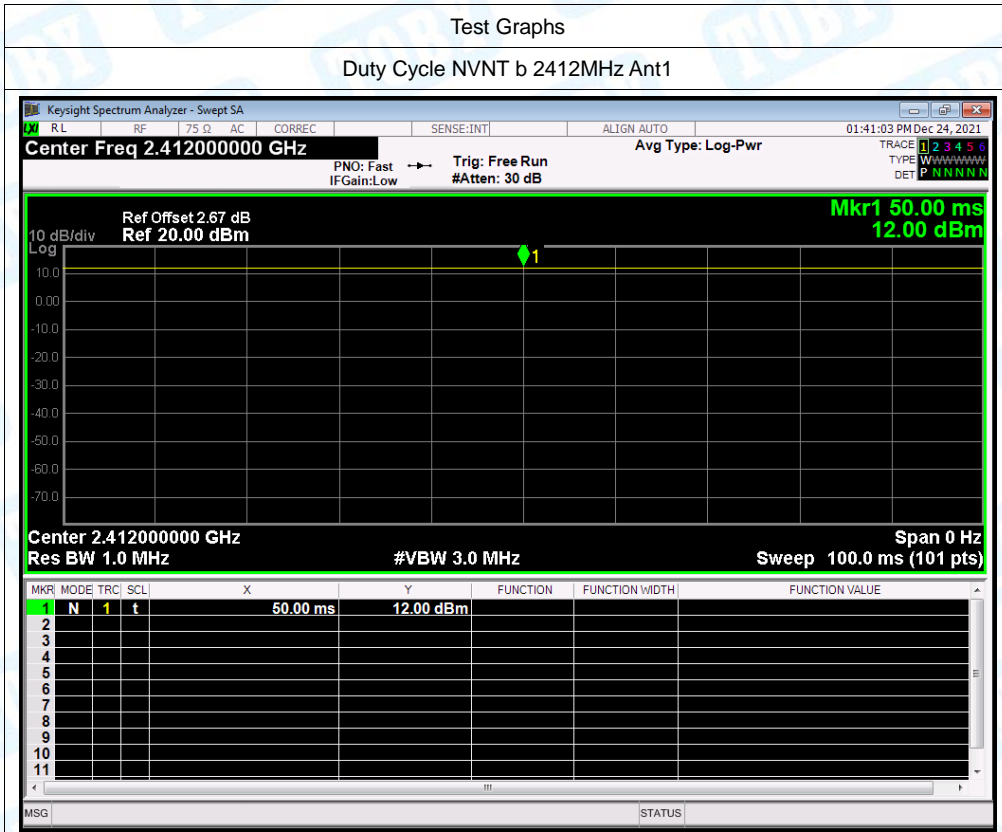 Test Graphs
Duty Cycle NVNT b 2412MHz Ant1
Keysight Spectrum Analyzer - Swept SA
LXI RL RF 75 Ω AC CORREC SENSE:INT ALIGN AUTO 01:41:03 PM Dec 24, 2021
Center Freq 2.412000000 GHz Avg Type: Log-Pwr TRACE 1 2 3 4 5 6
PNO: Fast Trig: Free Run TYPE WWWWWW
IFGain:Low #Atten: 30 dB DET P N N N N N
Mkr1 50.00 ms
Ref Offset 2.67 dB
10 dB/div Ref 20.00 dBm 12.00 dBm
Log
1
10.0
0.00
-10.0
-20.0
-30.0
-40.0
-50.0
-60.0
-70.0
Center 2.412000000 GHz Span 0 Hz
Res BW 1.0 MHz #VBW 3.0 MHz Sweep 100.0 ms (101 pts)
MKR MODE TRC SCL X Y FUNCTION FUNCTION WIDTH FUNCTION VALUE
1 N 1 t 50.00 ms 12.00 dBm
2
3
4
5
6
7
8
9
10
11
MSG STATUS
TOBY